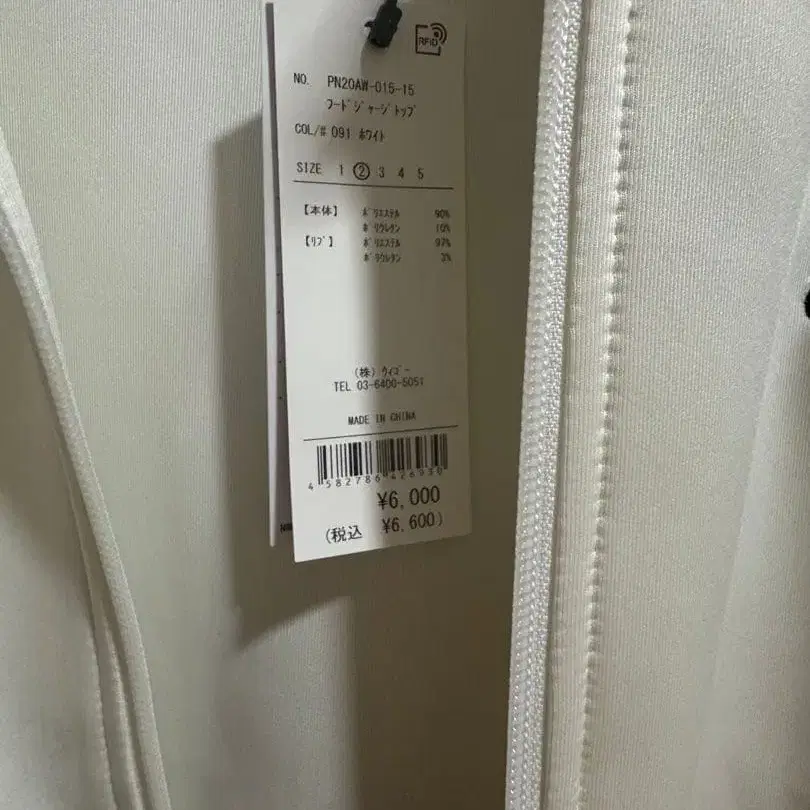 RFID
NO. PN20AW-015-15
フードジャージトップ
COL/# 091 ホワイト
SIZE 1 2 3 4 5
【本体】 ポリエステル 90%
ポリウレタン 10%
【リブ】 ポリエステル 97%
ポリウレタン 3%
(株) ウィゴー
TEL 03-6400-5051
MADE IN CHINA
4 582786 426930
¥6,000
(税込 ¥6,600)